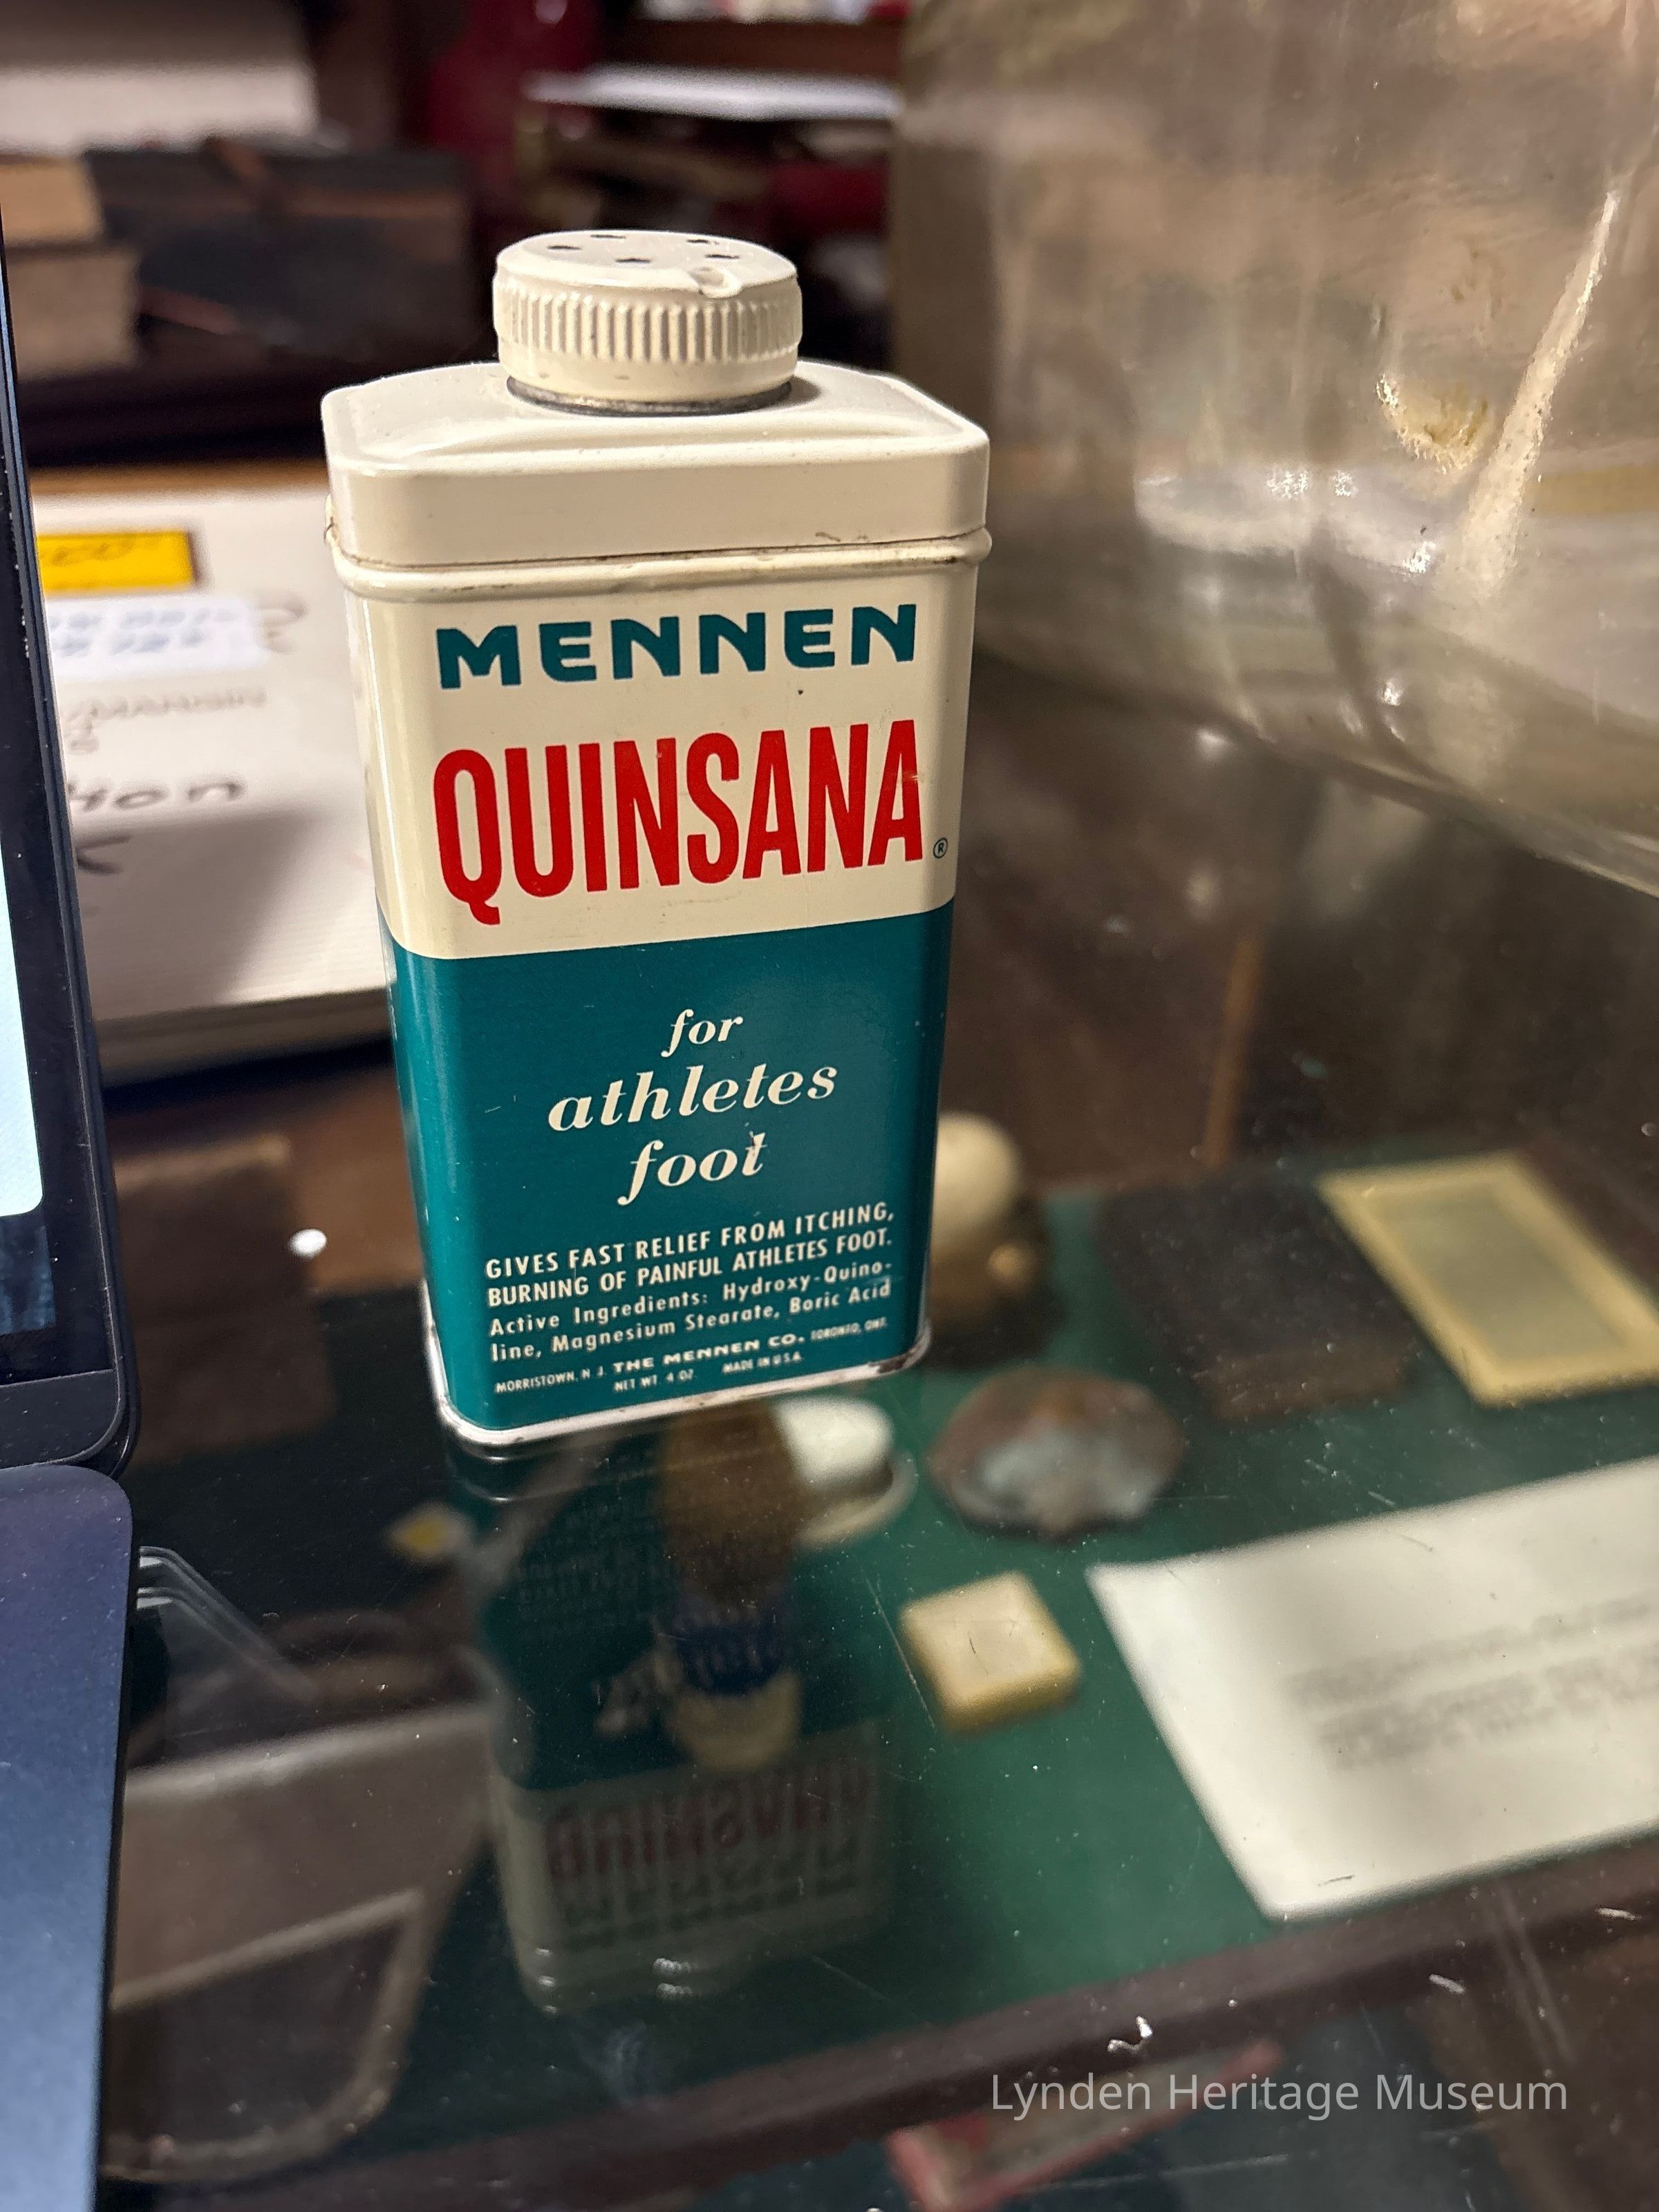 MENNEN
QUINSANA®
for
athletes
foot
GIVES FAST RELIEF FROM ITCHING,
BURNING OF PAINFUL ATHLETES FOOT.
Active Ingredients: Hydroxy-Quino-
line, Magnesium Stearate, Boric Acid
MORRISTOWN, N. J. THE MENNEN CO. TORONTO, ONT.
NET WT. 4 OZ. MADE IN U.S.A.
Lynden Heritage Museum